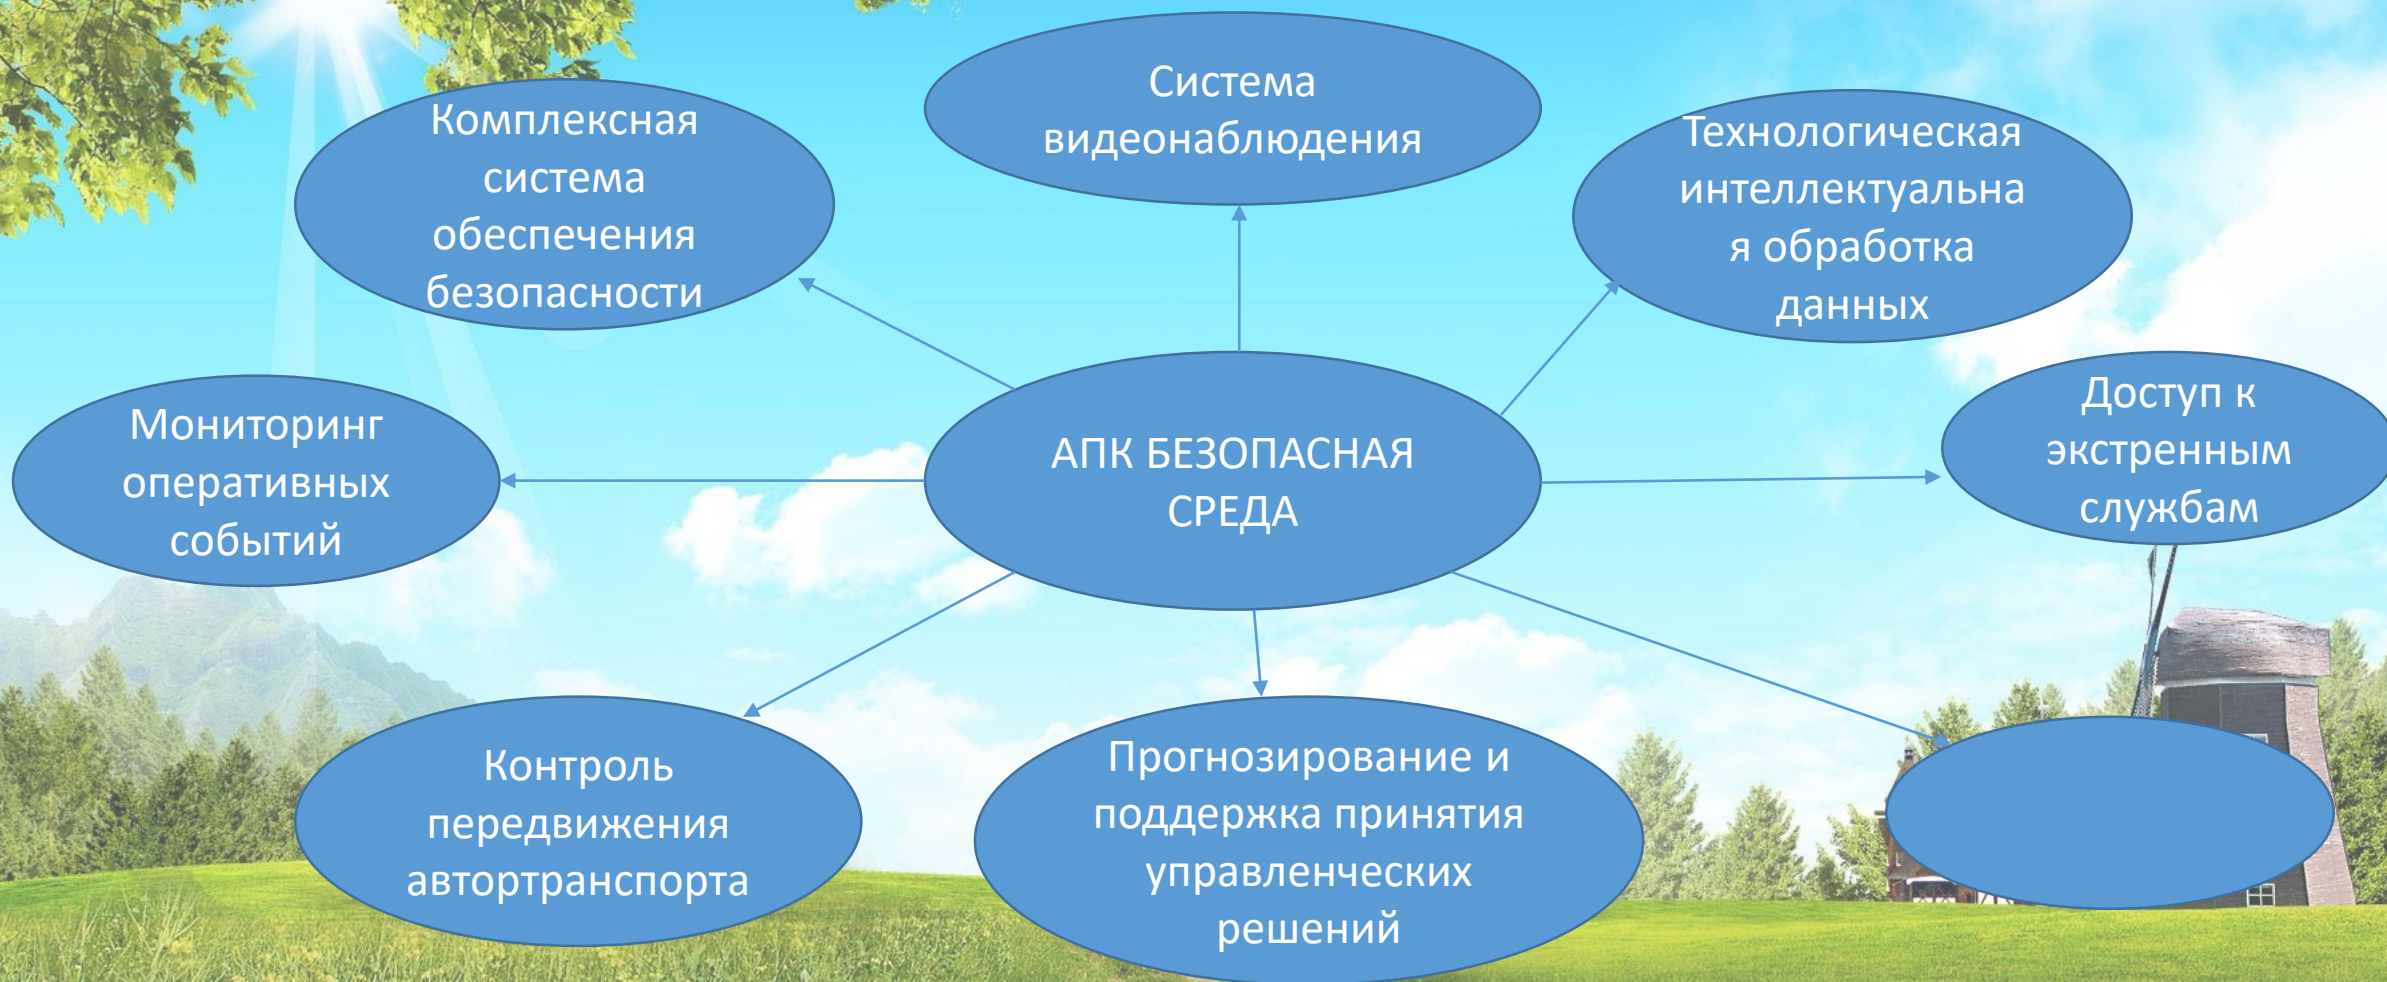 Система
видеонаблюдения
Комплексная
система
обеспечения
безопасности
Технологическая
интеллектуальна
я обработка
данных
Мониторинг
оперативных
событий
АПК БЕЗОПАСНАЯ
СРЕДА
Доступ к
экстренным
службам
Контроль
передвижения
авртотранспорта
Прогнозирование и
поддержка принятия
управленческих
решений